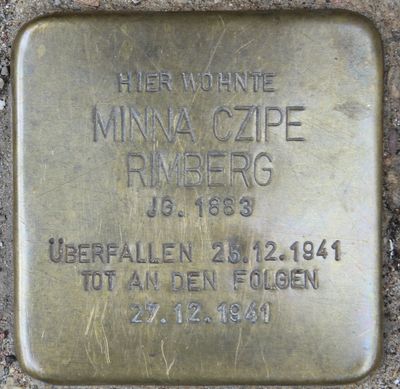 HIER WOHNTE
MINNA CZIPE
RIMBERG
JG. 1883
ÜBERFALLEN 25.12.1941
TOT AN DEN FOLGEN
27.12.1941